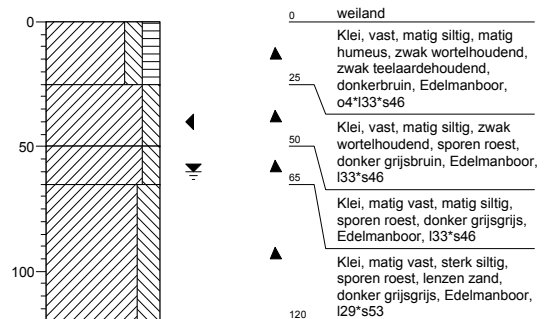 0
50
100
0 weiland
Klei, vast, matig siltig, matig
humeus, zwak wortelhoudend,
zwak teelaardehoudend,
donkerbruin, Edelmanboor,
o4*l33*s46
25
Klei, vast, matig siltig, zwak
wortelhoudend, sporen roest,
donker grijsbruin, Edelmanboor,
l33*s46
50
Klei, matig vast, matig siltig,
sporen roest, donker grijsgrijs,
Edelmanboor, l33*s46
65
Klei, matig vast, sterk siltig,
sporen roest, lenzen zand,
donker grijsgrijs, Edelmanboor,
l29*s53
120